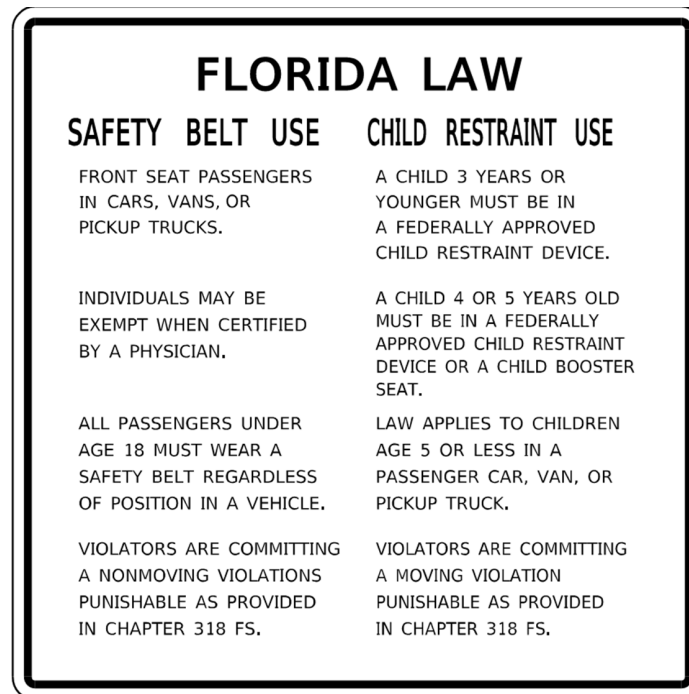 FLORIDA LAW
SAFETY BELT USE
FRONT SEAT PASSENGERS
IN CARS, VANS, OR
PICKUP TRUCKS.
INDIVIDUALS MAY BE
EXEMPT WHEN CERTIFIED
BY A PHYSICIAN.
ALL PASSENGERS UNDER
AGE 18 MUST WEAR A
SAFETY BELT REGARDLESS
OF POSITION IN A VEHICLE.
VIOLATORS ARE COMMITTING
A NONMOVING VIOLATIONS
PUNISHABLE AS PROVIDED
IN CHAPTER 318 FS.
CHILD RESTRAINT USE
A CHILD 3 YEARS OR
YOUNGER MUST BE IN
A FEDERALLY APPROVED
CHILD RESTRAINT DEVICE.
A CHILD 4 OR 5 YEARS OLD
MUST BE IN A FEDERALLY
APPROVED CHILD RESTRAINT
DEVICE OR A CHILD BOOSTER
SEAT.
LAW APPLIES TO CHILDREN
AGE 5 OR LESS IN A
PASSENGER CAR, VAN, OR
PICKUP TRUCK.
VIOLATORS ARE COMMITTING
A MOVING VIOLATION
PUNISHABLE AS PROVIDED
IN CHAPTER 318 FS.